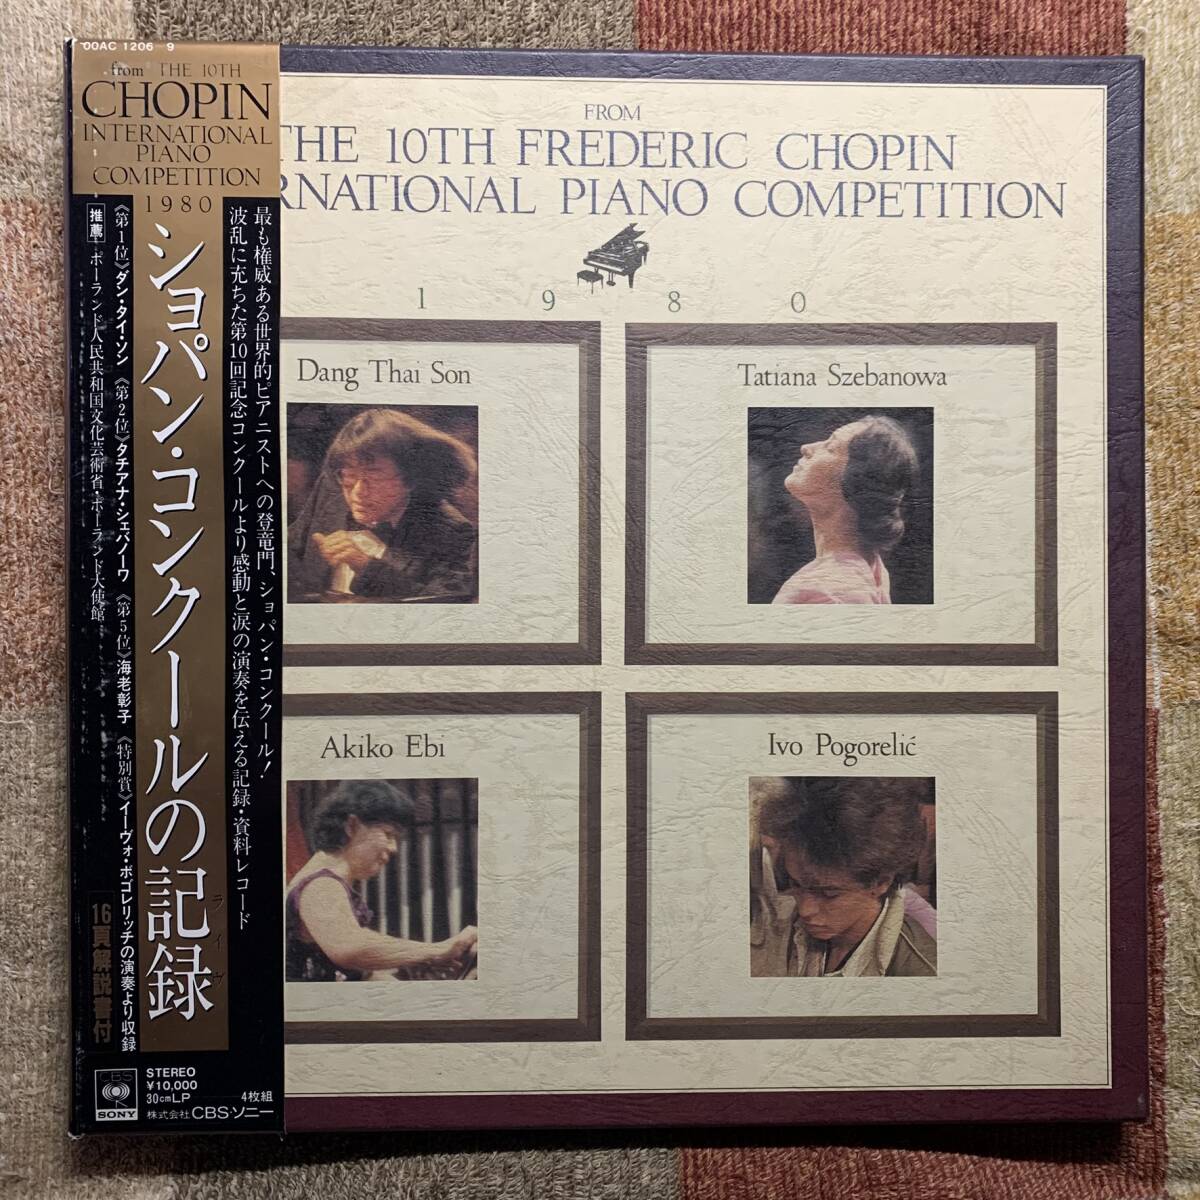 00AC 1206 9
from THE 10TH
CHOPIN
INTERNATIONAL
PIANO
COMPETITION
1980
最も権威ある世界的ピアニストへの登竜門、ショパン・コンクール!
波乱に充ちた第10回記念コンクールより感動と涙の演奏を伝える記録・資料レコード
ショパン・コンクールの記録
ライヴ
《第1位》ダン・タイ・ソン 《第2位》タチアナ・シェバノーワ 《第5位》海老彰子 《特別賞》イーヴォ・ポゴレリッチの演奏より収録
推薦 ポーランド人民共和国文化芸術省・ポーランド大使館
16頁解説書付
CBS
SONY
STEREO
¥10,000
30cmLP 4枚組
株式会社 CBS・ソニー
FROM
THE 10TH FREDERIC CHOPIN
RNATIONAL PIANO COMPETITION
1980
Dang Thai Son
Tatiana Szebanowa
Akiko Ebi
Ivo Pogorelić